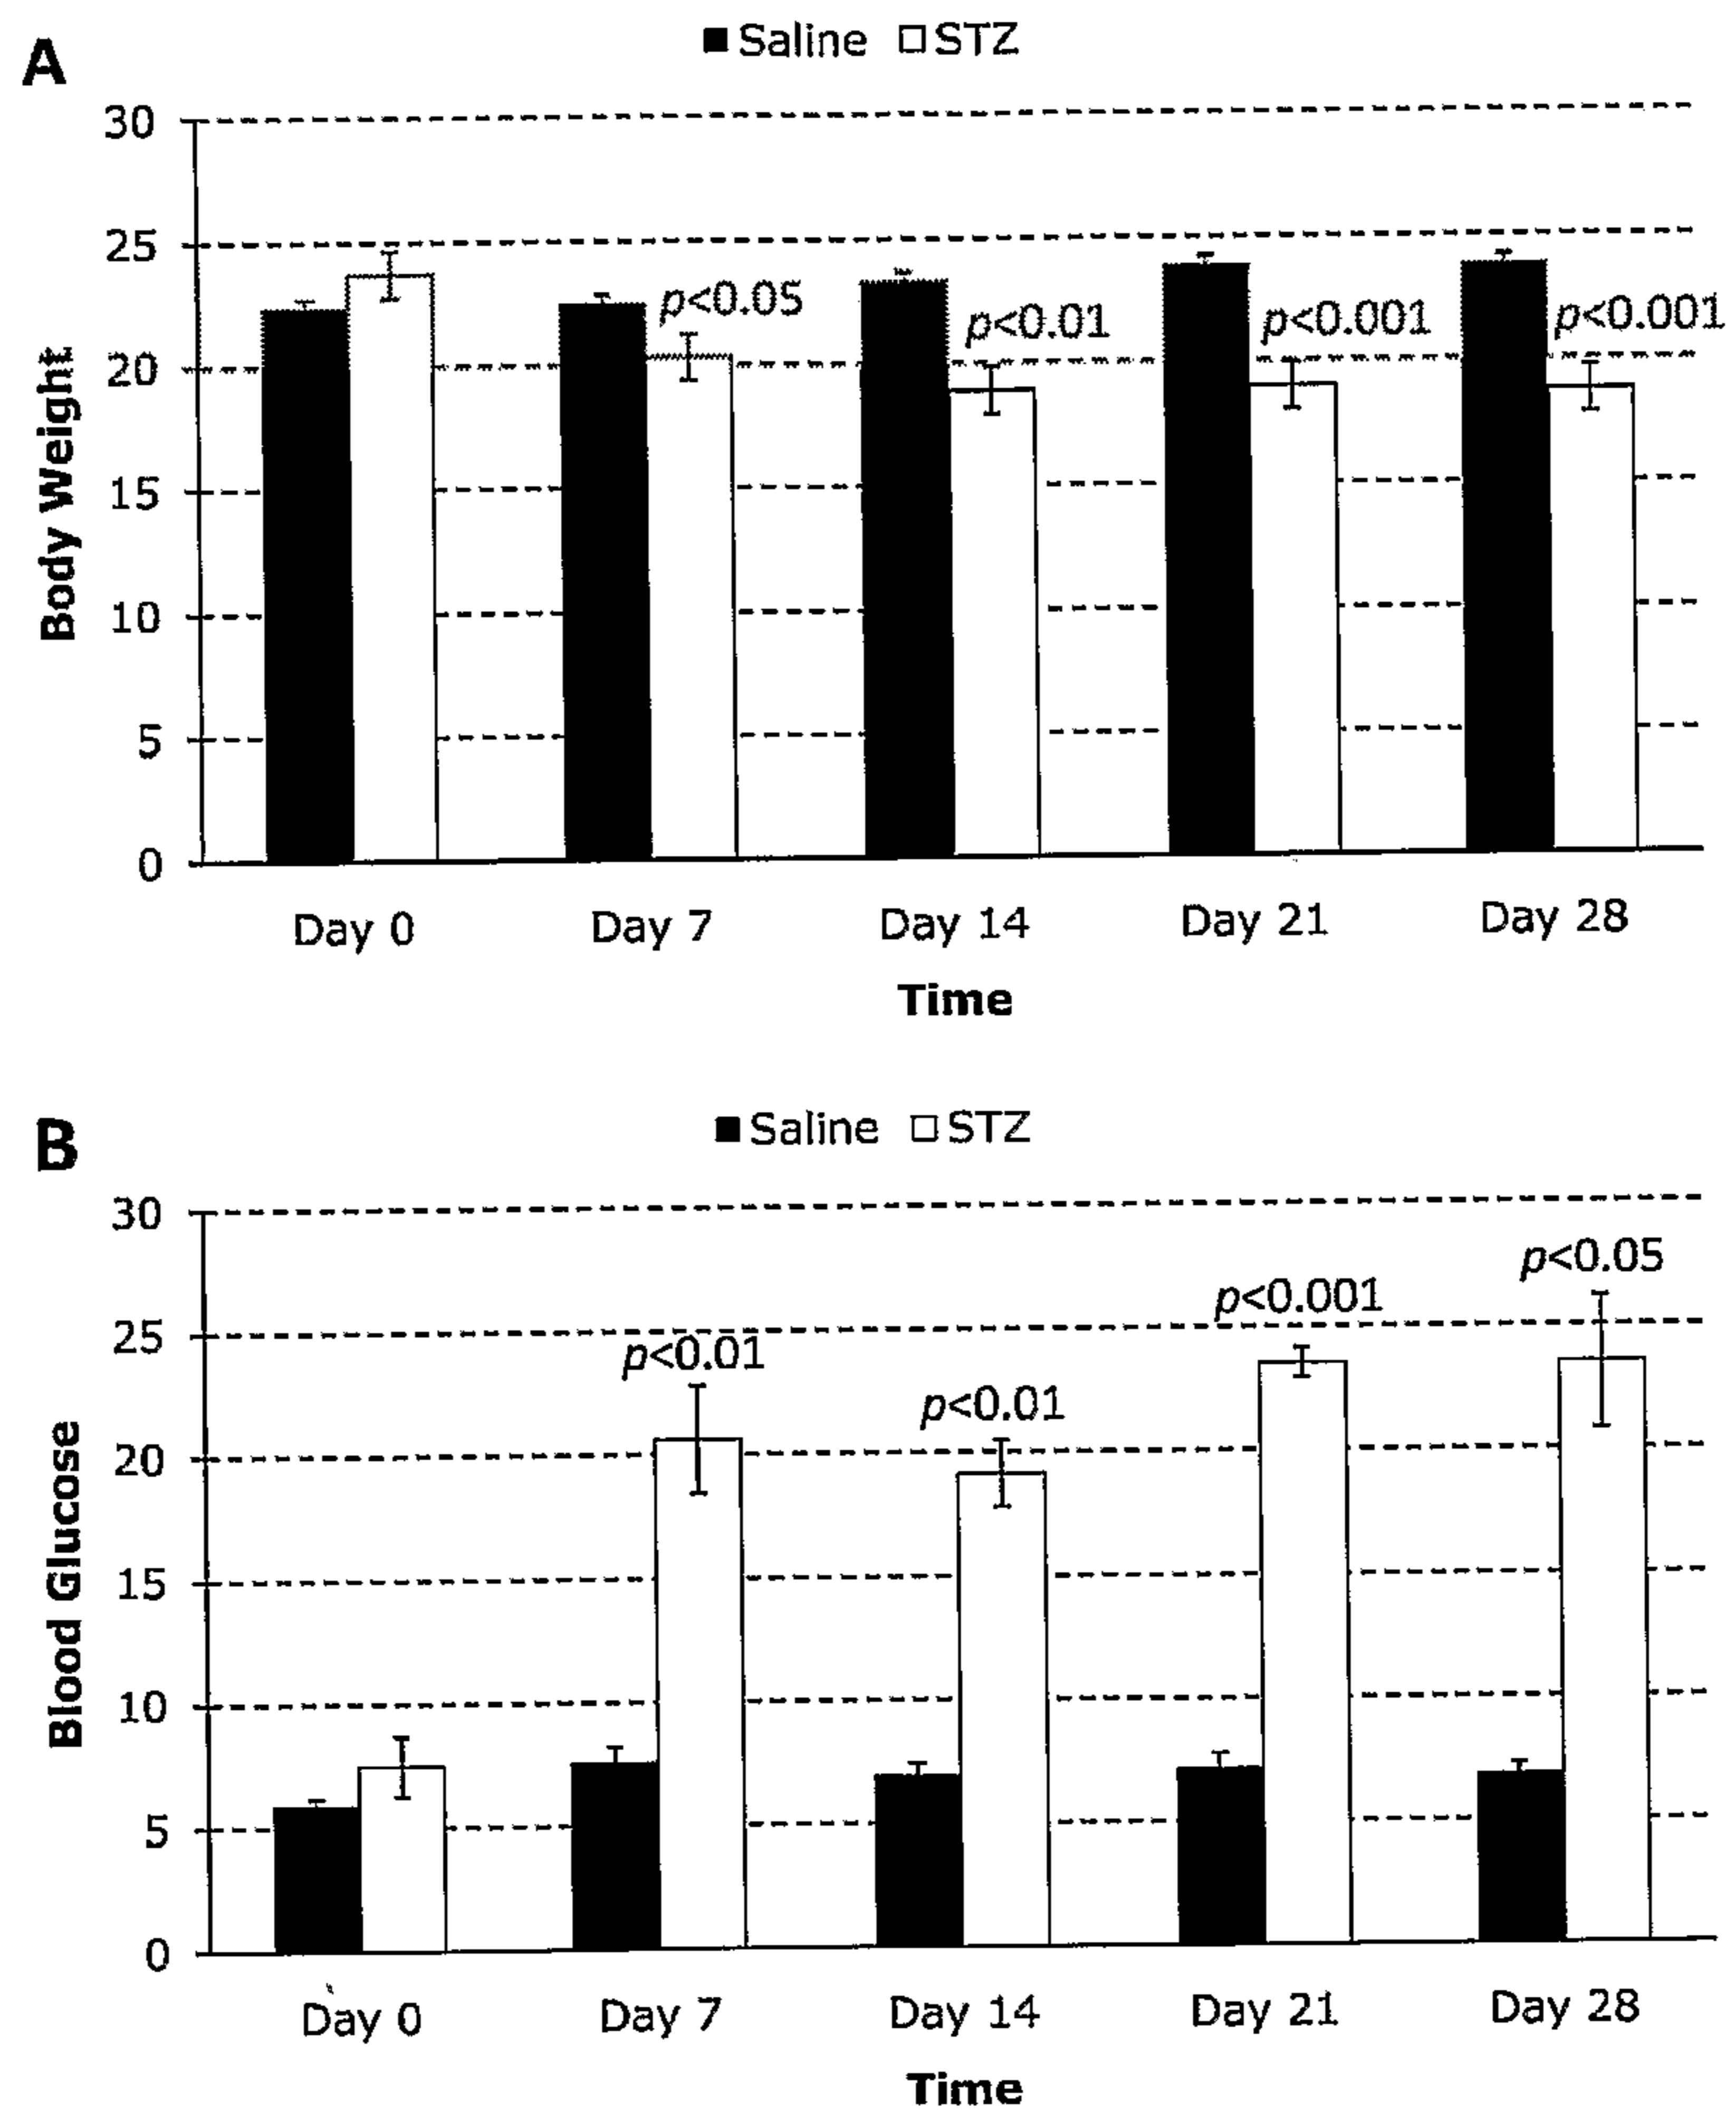 A
■ Saline □ STZ
30
25
20
15
10
5
0
Body Weight
p<0.05
p<0.01
p<0.001
p<0.001
Day 0 Day 7 Day 14 Day 21 Day 28
Time
B
■ Saline □ STZ
30
25
20
15
10
5
0
Blood Glucose
p<0.01
p<0.01
p<0.001
p<0.05
Day 0 Day 7 Day 14 Day 21 Day 28
Time